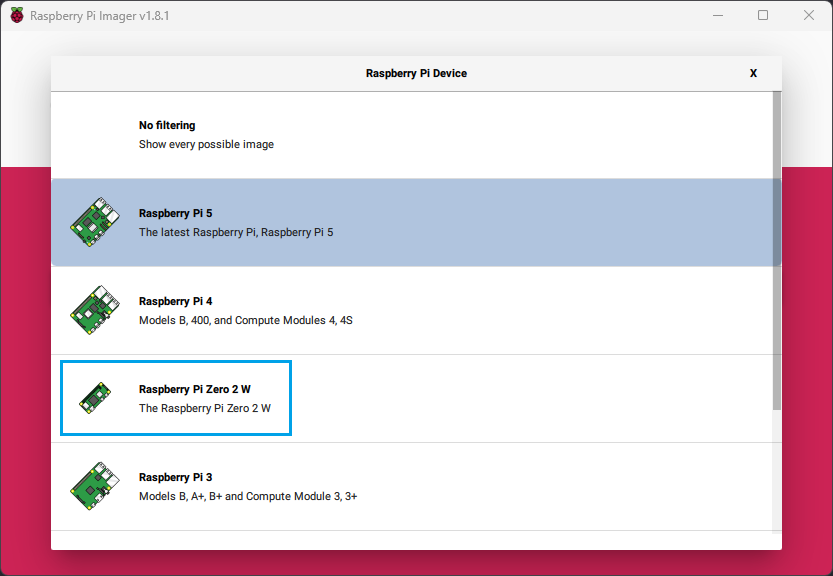 Raspberry Pi Imager v1.8.1
Raspberry Pi Device
X
No filtering
Show every possible image
Raspberry Pi 5
The latest Raspberry Pi, Raspberry Pi 5
Raspberry Pi 4
Models B, 400, and Compute Modules 4, 4S
Raspberry Pi Zero 2 W
The Raspberry Pi Zero 2 W
Raspberry Pi 3
Models B, A+, B+ and Compute Module 3, 3+